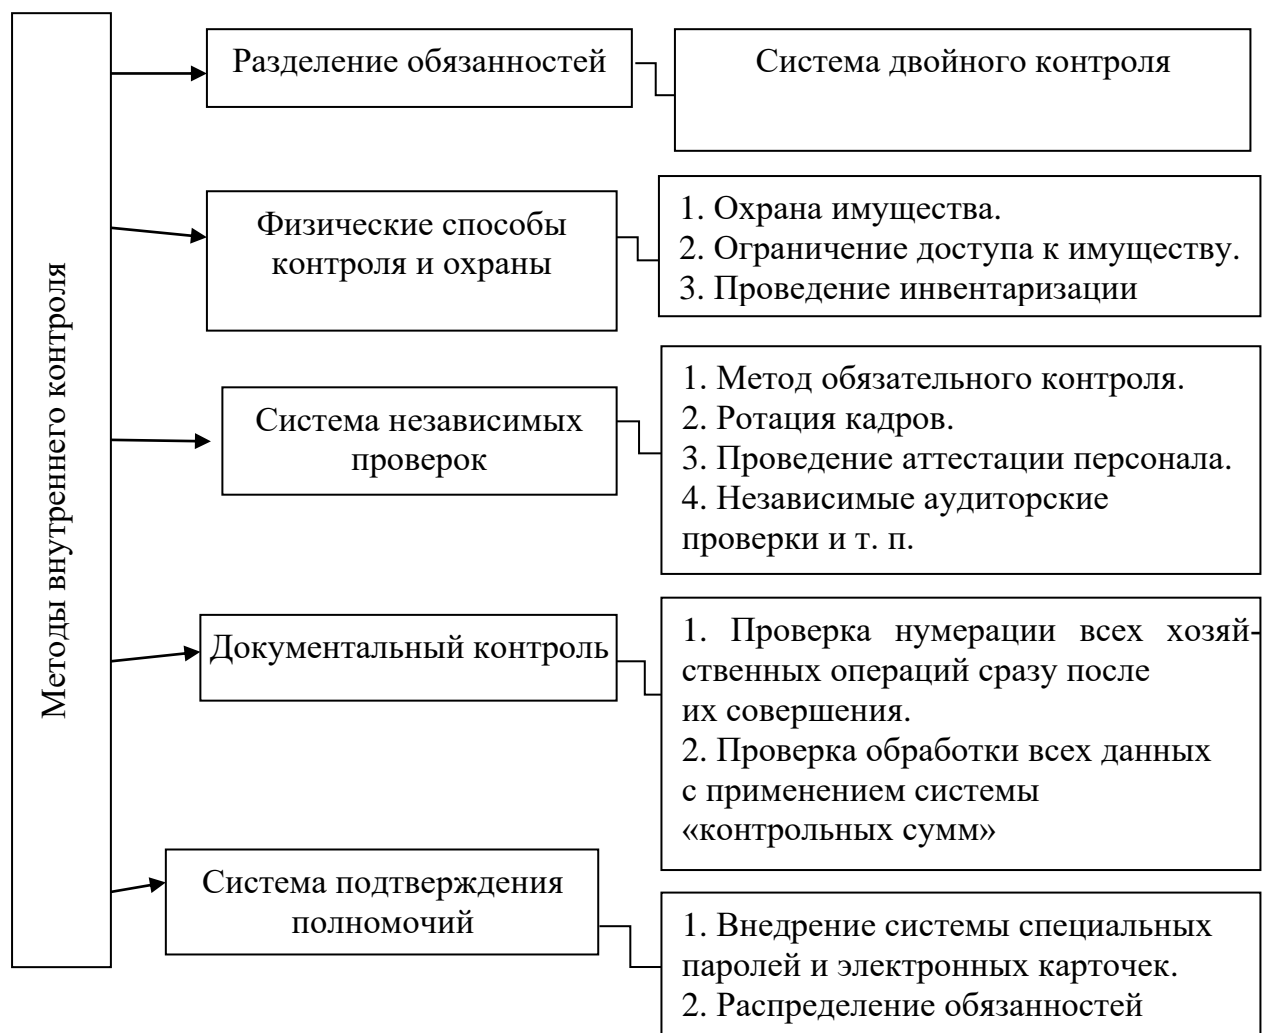 Методы внутреннего контроля
Разделение обязанностей
Система двойного контроля
Физические способы
контроля и охраны
1. Охрана имущества.
2. Ограничение доступа к имуществу.
3. Проведение инвентаризации
Система независимых
проверок
1. Метод обязательного контроля.
2. Ротация кадров.
3. Проведение аттестации персонала.
4. Независимые аудиторские
проверки и т. п.
Документальный контроль
1. Проверка нумерации всех хозяй-
ственных операций сразу после
их совершения.
2. Проверка обработки всех данных
с применением системы
«контрольных сумм»
Система подтверждения
полномочий
1. Внедрение системы специальных
паролей и электронных карточек.
2. Распределение обязанностей